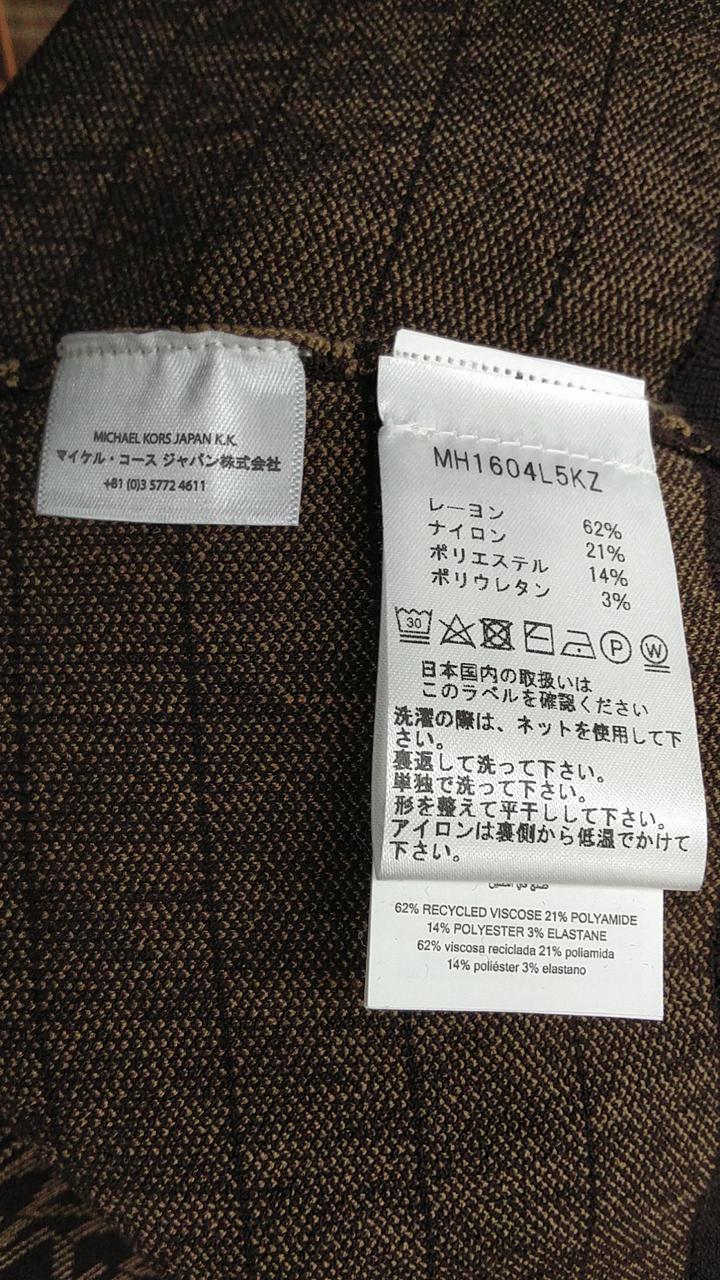 MICHAEL KORS JAPAN K.K.
マイケル・コース ジャパン株式会社
+81 (0)3 5772 4611
MH1604L5KZ
レーヨン 62%
ナイロン 21%
ポリエステル 14%
ポリウレタン 3%
30 P W
日本国内の取扱いは
このラベルを確認ください
洗濯の際は、ネットを使用して下
さい。
裏返して洗って下さい。
単独で洗って下さい。
形を整えて平干しして下さい。
アイロンは裏側から低温でかけて
下さい。
62% RECYCLED VISCOSE 21% POLYAMIDE
14% POLYESTER 3% ELASTANE
62% viscosa reciclada 21% poliamida
14% poliéster 3% elastano